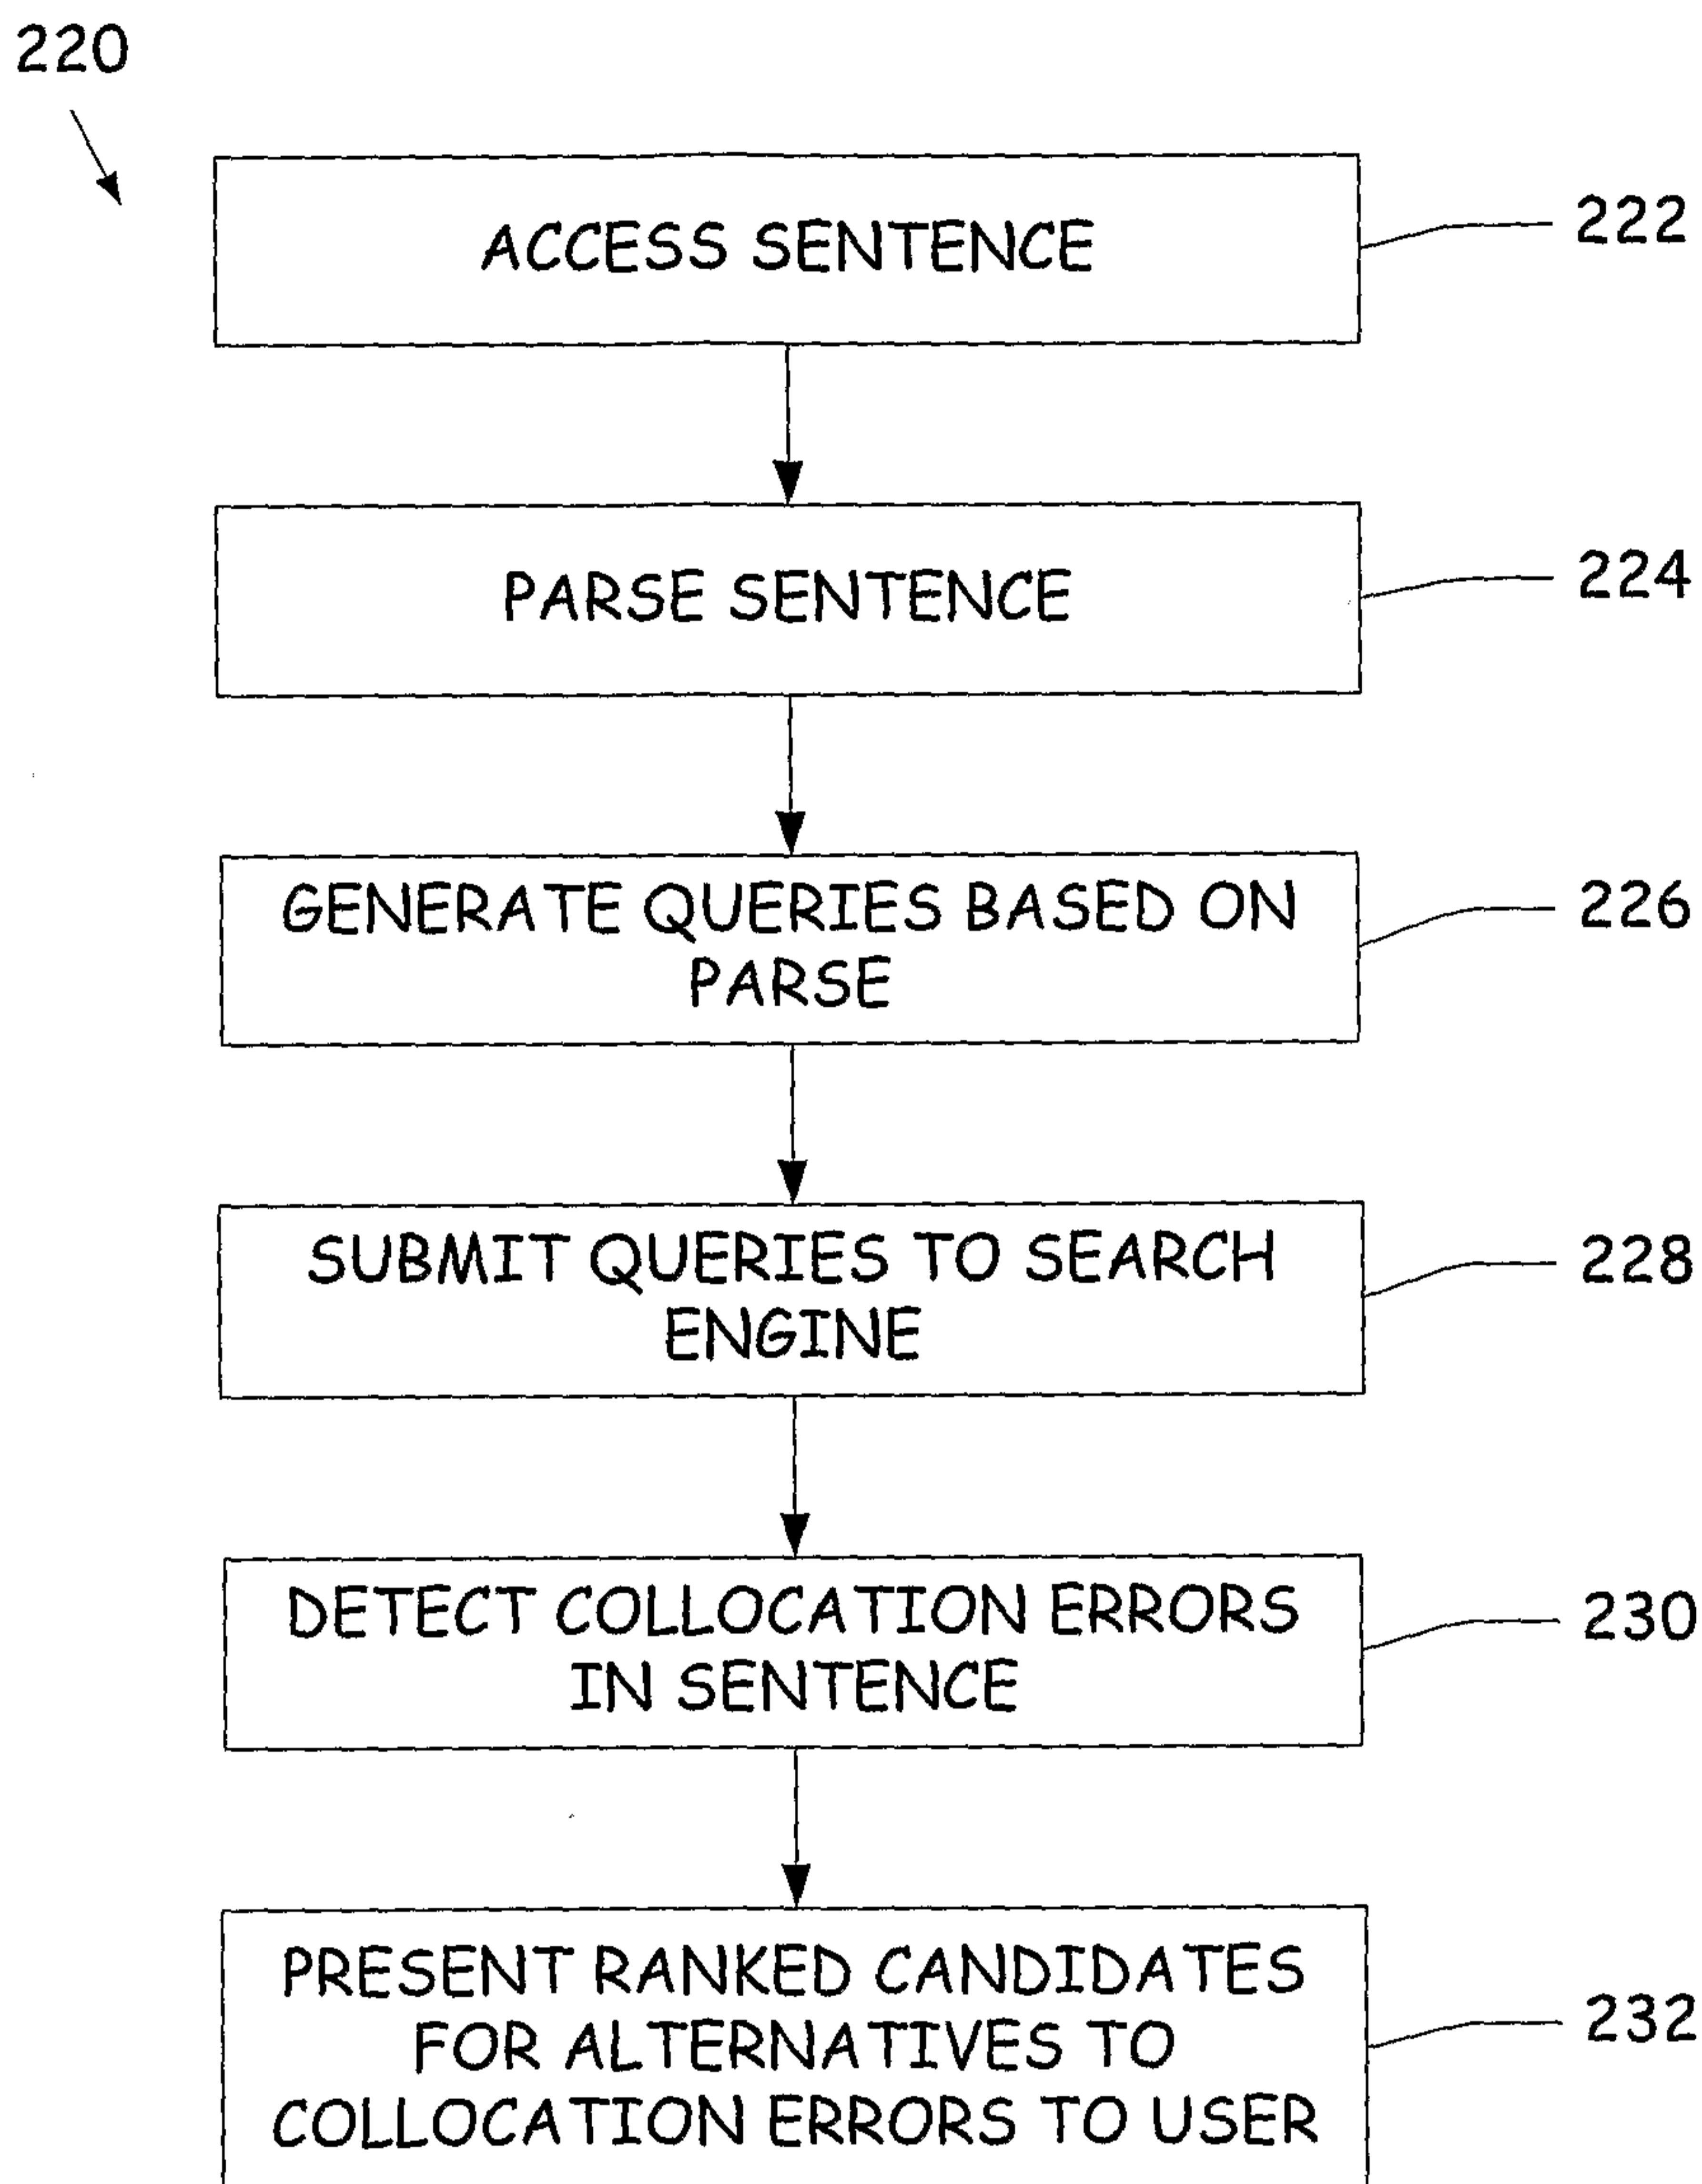 220
ACCESS SENTENCE
222
PARSE SENTENCE
224
GENERATE QUERIES BASED ON
PARSE
226
SUBMIT QUERIES TO SEARCH
ENGINE
228
DETECT COLLOCATION ERRORS
IN SENTENCE
230
PRESENT RANKED CANDIDATES
FOR ALTERNATIVES TO
COLLOCATION ERRORS TO USER
232